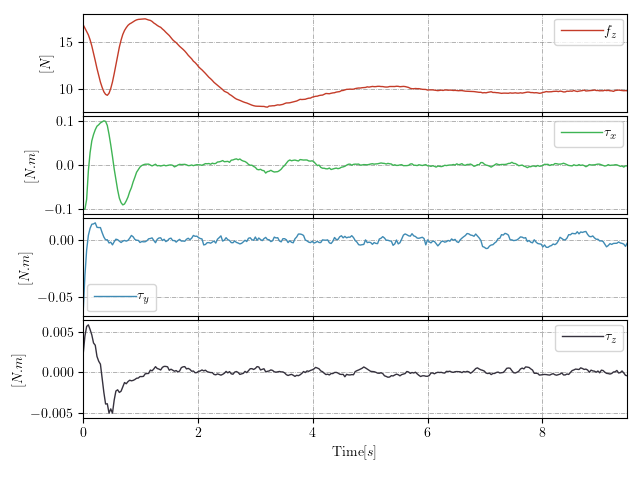 15
10
[N]
f_z
0.1
0.0
−0.1
[N.m]
τ_x
0.00
−0.05
[N.m]
τ_y
0.005
0.000
−0.005
[N.m]
τ_z
0 2 4 6 8
Time[s]